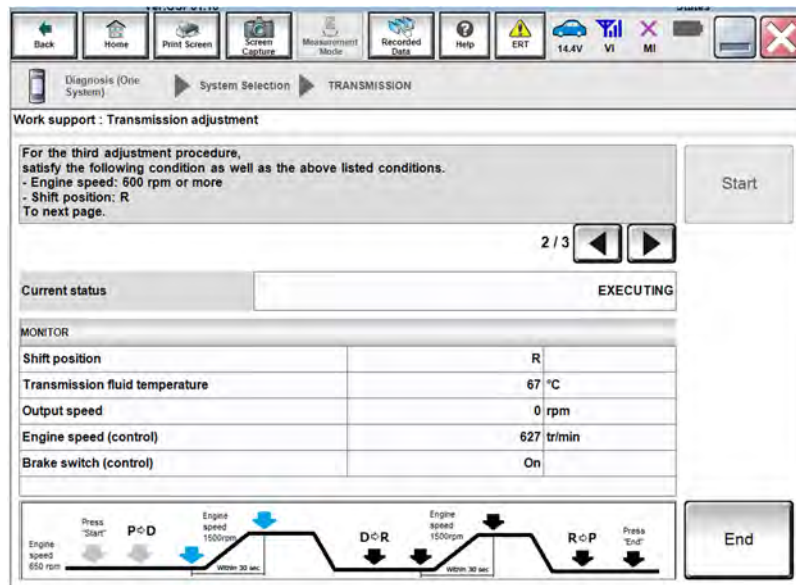 Back
Home
Print Screen
Screen
Capture
Measurement
Mode
Recorded
Data
Help
ERT
14.4V
VI
MI
Diagnosis (One
System)
System Selection
TRANSMISSION
Work support : Transmission adjustment
For the third adjustment procedure,
satisfy the following condition as well as the above listed conditions.
- Engine speed: 600 rpm or more
- Shift position: R
To next page.
Start
2 / 3
Current status EXECUTING
MONITOR
Shift position R
Transmission fluid temperature 67 °C
Output speed 0 rpm
Engine speed (control) 627 tr/min
Brake switch (control) On
Engine
speed
650 rpm
Press
"Start"
P⇨D
Engine
speed
1500rpm
Within 30 sec
D⇨R
Engine
speed
1500rpm
Within 30 sec
R⇨P
Press
"End"
End